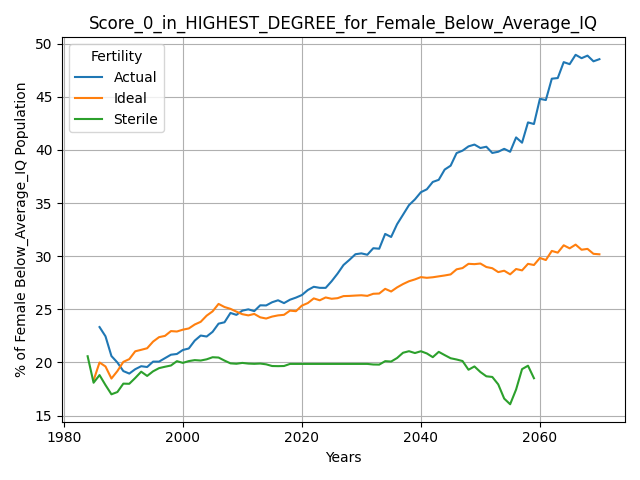 Score_0_in_HIGHEST_DEGREE_for_Female_Below_Average_IQ
% of Female Below_Average_IQ Population
50
45
40
35
30
25
20
15
Fertility
Actual
Ideal
Sterile
1980 2000 2020 2040 2060
Years